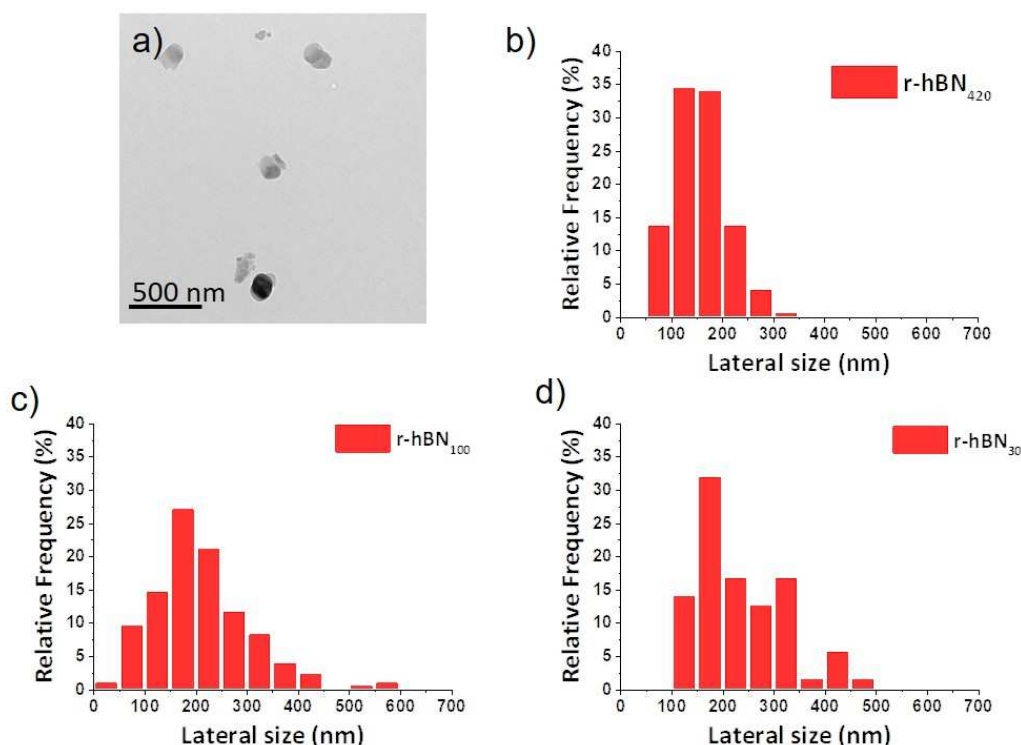 a)
500 nm
b)
Relative Frequency (%)
40
35
30
25
20
15
10
5
0
r-hBN₄₂₀
0 100 200 300 400 500 600 700
Lateral size (nm)
c)
Relative Frequency (%)
40
35
30
25
20
15
10
5
0
r-hBN₁₀₀
0 100 200 300 400 500 600 700
Lateral size (nm)
d)
Relative Frequency (%)
40
35
30
25
20
15
10
5
0
r-hBN₃₀
0 100 200 300 400 500 600 700
Lateral size (nm)